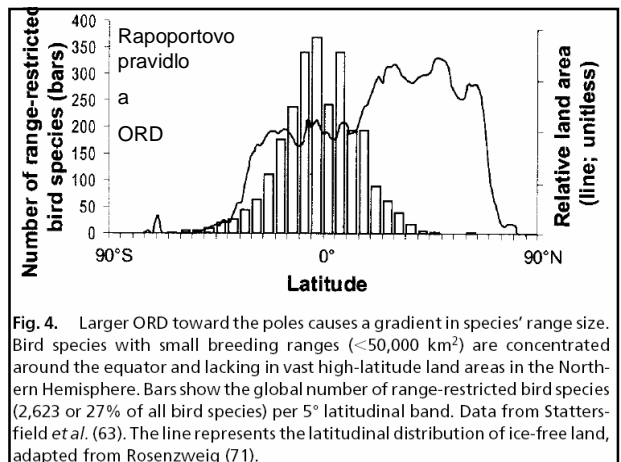 Number of range-restricted
bird species (bars)
400
350
300
250
200
150
100
50
0
Rapoportovo
pravidlo
a
ORD
Relative land area
(line; unitless)
90°S
0°
90°N
Latitude
Fig. 4. Larger ORD toward the poles causes a gradient in species' range size.
Bird species with small breeding ranges (<50,000 km²) are concentrated
around the equator and lacking in vast high-latitude land areas in the North-
ern Hemisphere. Bars show the global number of range-restricted bird species
(2,623 or 27% of all bird species) per 5° latitudinal band. Data from Statters-
field et al. (63). The line represents the latitudinal distribution of ice-free land,
adapted from Rosenzweig (71).